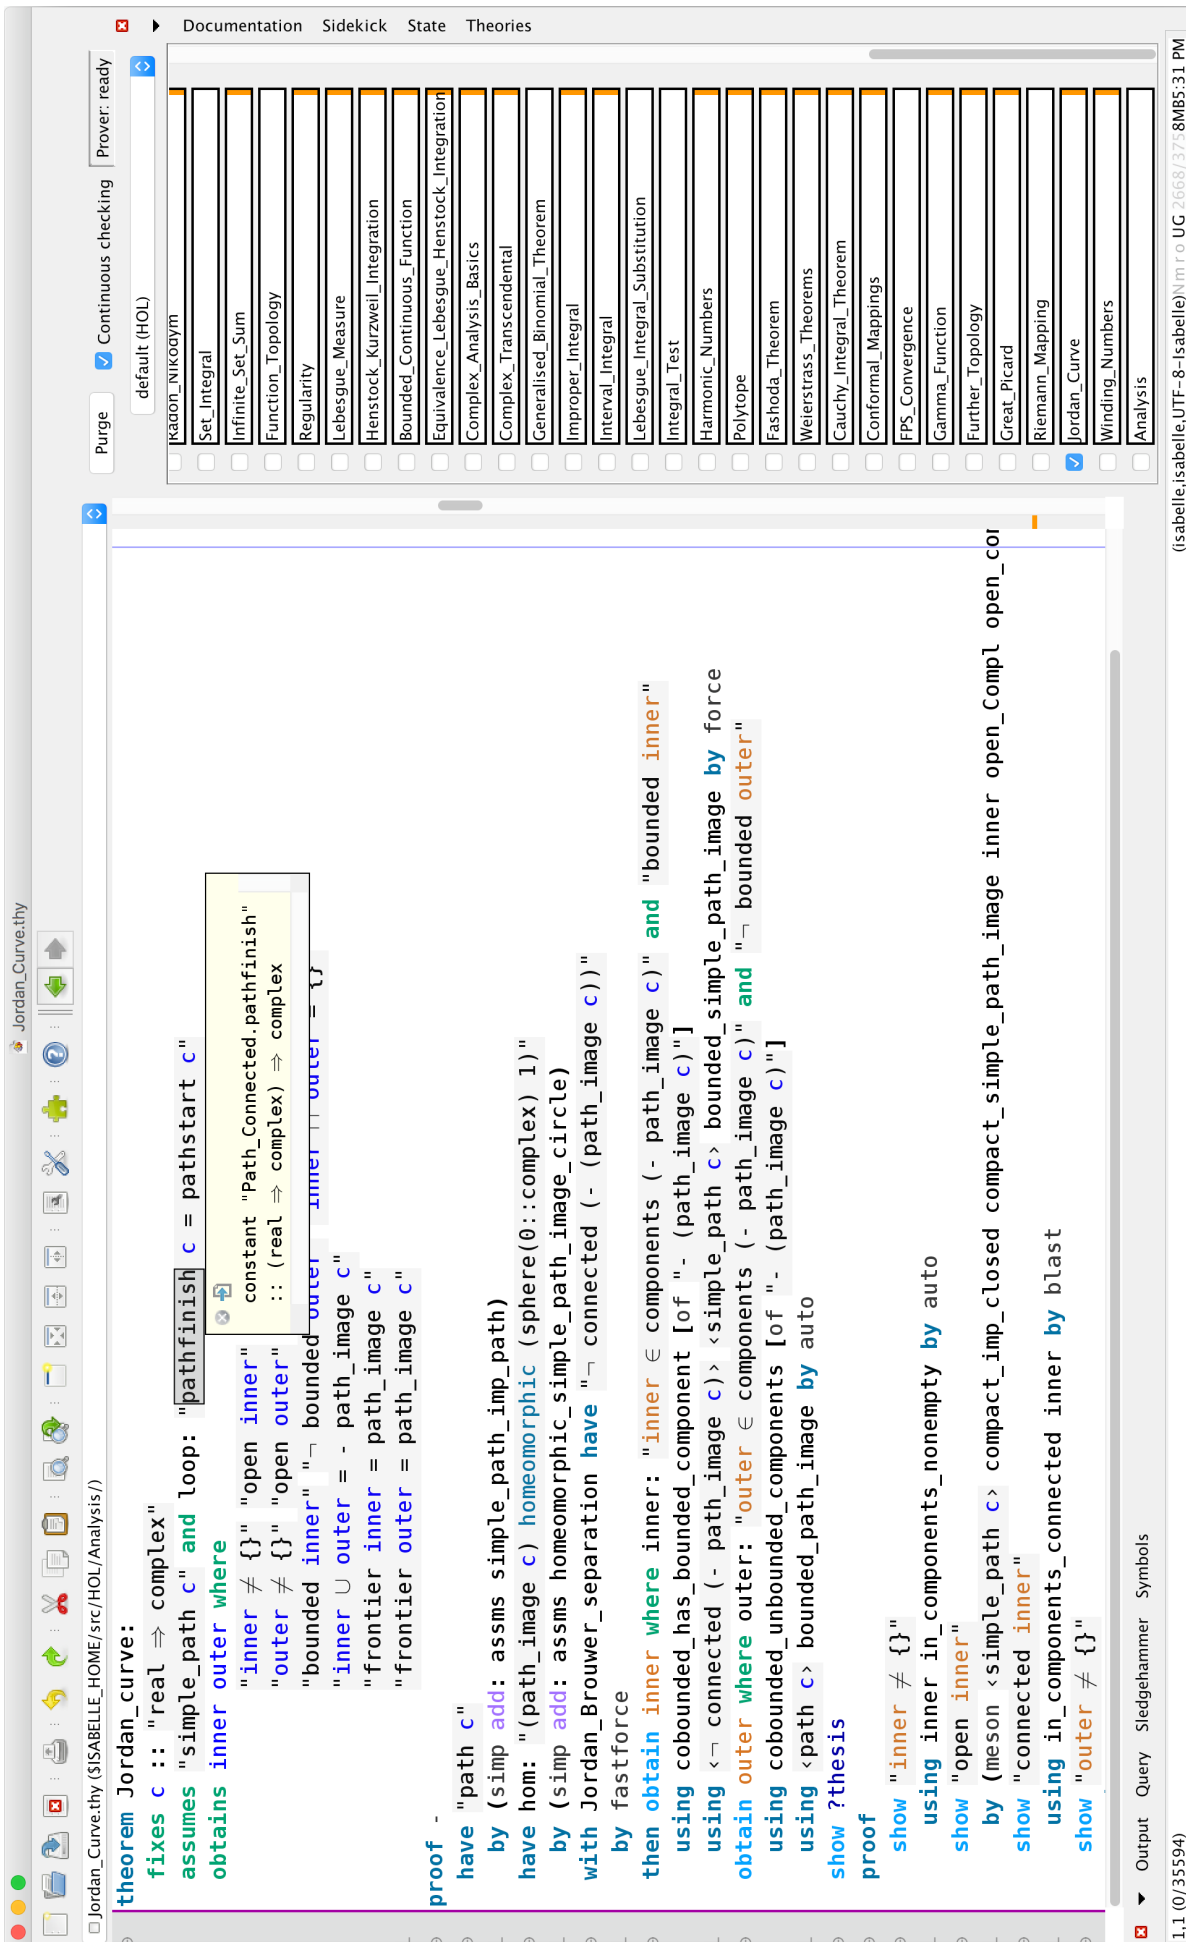 Jordan_Curve.thy
Jordan_Curve.thy ($ISABELLE_HOME/src/HOL/Analysis/)
theorem Jordan_curve:
fixes c :: "real ⇒ complex"
assumes "simple_path c" and loop: "pathfinish c = pathstart c"
obtains inner outer where
"inner ≠ {}" "open inner"
"outer ≠ {}" "open outer"
"bounded inner" "¬ bounded outer"
= {}
"inner ∪ outer = - path_image c"
"frontier inner = path_image c"
"frontier outer = path_image c"
constant "Path_Connected.pathfinish"
:: (real ⇒ complex) ⇒ complex
proof -
have "path c"
by (simp add: assms simple_path_imp_path)
have hom: "(path_image c) homeomorphic (sphere(0::complex) 1)"
by (simp add: assms homeomorphic_simple_path_image_circle)
with Jordan_Brouwer_separation have "¬ connected (- (path_image c))"
by fastforce
then obtain inner where inner: "inner ∈ components (- path_image c)" and "bounded inner"
using cobounded_has_bounded_component [of "- (path_image c)"]
using ‹¬ connected (- path_image c)› ‹simple_path c› bounded_simple_path_image by force
obtain outer where outer: "outer ∈ components (- path_image c)" and "¬ bounded outer"
using cobounded_unbounded_components [of "- (path_image c)"]
using ‹path c› bounded_path_image by auto
show ?thesis
proof
show "inner ≠ {}"
using inner in_components_nonempty by auto
show "open inner"
by (meson ‹simple_path c› compact_imp_closed compact_simple_path_image inner open_Compl open_co
show "connected inner"
using in_components_connected inner by blast
show "outer ≠ {}"
Purge
Continuous checking
Prover: ready
default (HOL)
Radon_Nikodym
Set_Integral
Infinite_Set_Sum
Function_Topology
Regularity
Lebesgue_Measure
Henstock_Kurzweil_Integration
Bounded_Continuous_Function
Equivalence_Lebesgue_Henstock_Integration
Complex_Analysis_Basics
Complex_Transcendental
Generalised_Binomial_Theorem
Improper_Integral
Interval_Integral
Lebesgue_Integral_Substitution
Integral_Test
Harmonic_Numbers
Polytope
Fashoda_Theorem
Weierstrass_Theorems
Cauchy_Integral_Theorem
Conformal_Mappings
FPS_Convergence
Gamma_Function
Further_Topology
Great_Picard
Riemann_Mapping
Jordan_Curve
Winding_Numbers
Analysis
Documentation Sidekick State Theories
Output Query Sledgehammer Symbols
1,1 (0/35594)
(isabelle,isabelle,UTF-8-Isabelle)N m r o UG 2668/3758MB5:31 PM